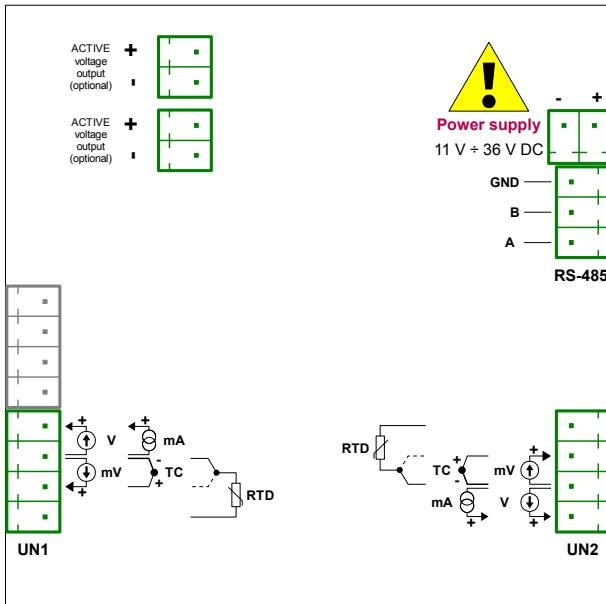 ACTIVE
voltage
output
(optional)
+
-
ACTIVE
voltage
output
(optional)
+
-
!
Power supply
11 V ÷ 36 V DC
- +
GND
B
A
RS-485
+ V
+ mA
mV +
- TC +
RTD
UN1
RTD
TC + -
mV +
mA +
V +
UN2